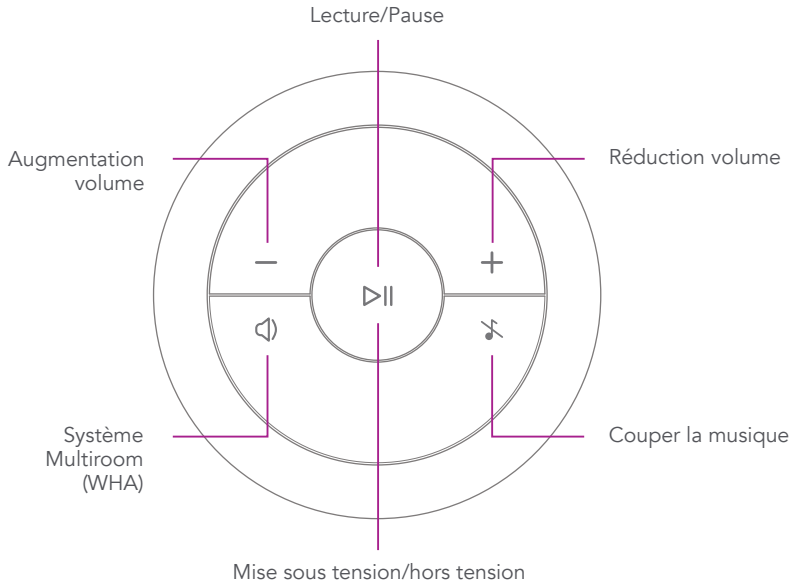 Lecture/Pause
Augmentation
volume
Réduction volume
Système
Multiroom
(WHA)
Couper la musique
Mise sous tension/hors tension